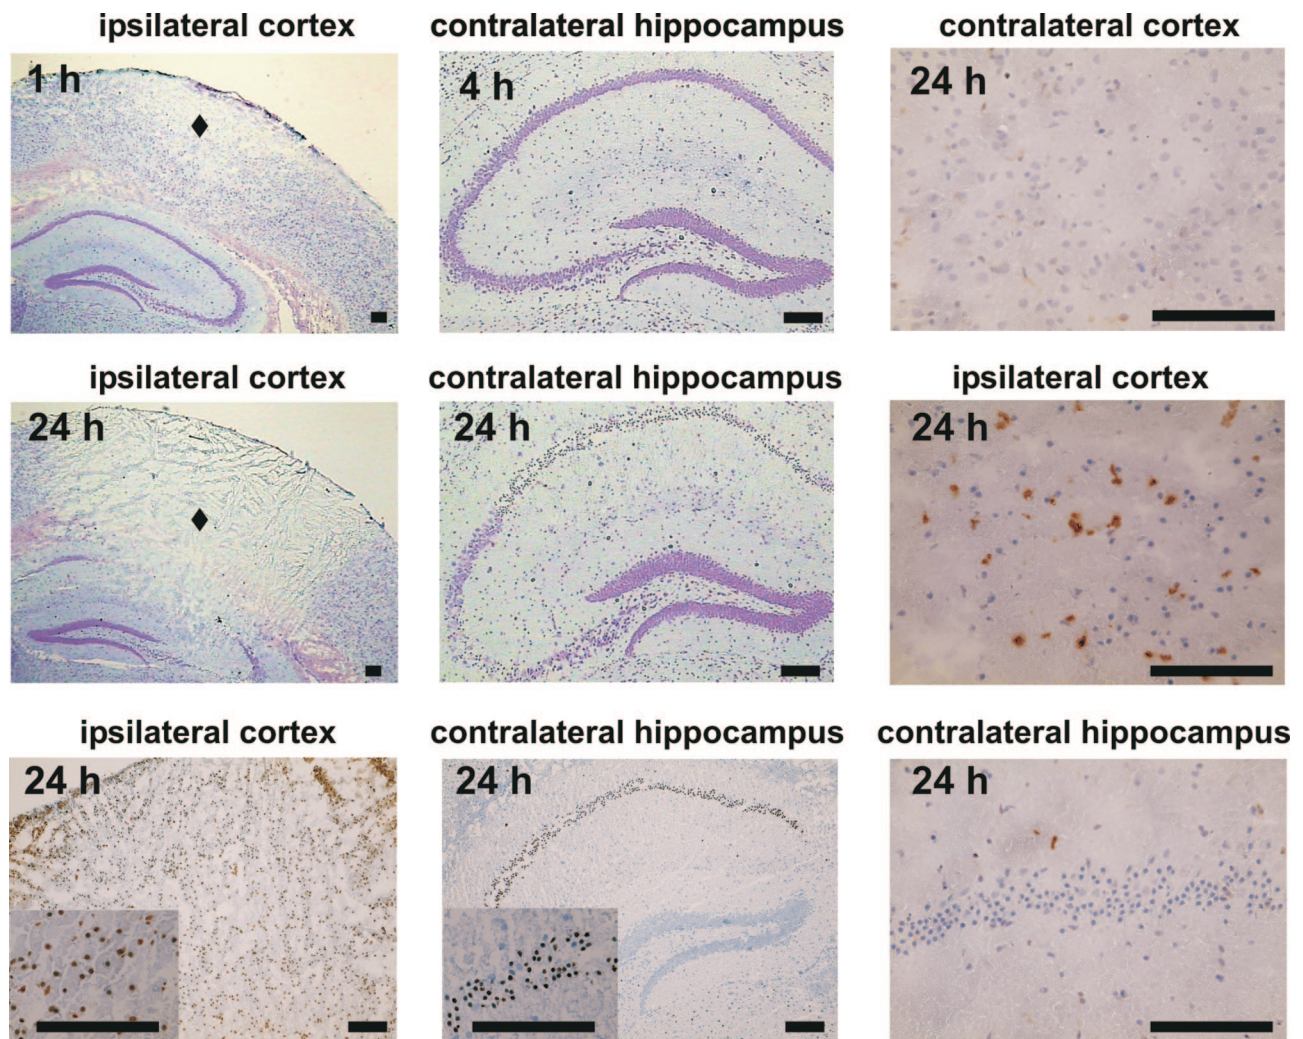 ipsilateral cortex
contralateral hippocampus
contralateral cortex
1 h
4 h
24 h
ipsilateral cortex
contralateral hippocampus
ipsilateral cortex
24 h
24 h
24 h
ipsilateral cortex
contralateral hippocampus
contralateral hippocampus
24 h
24 h
24 h